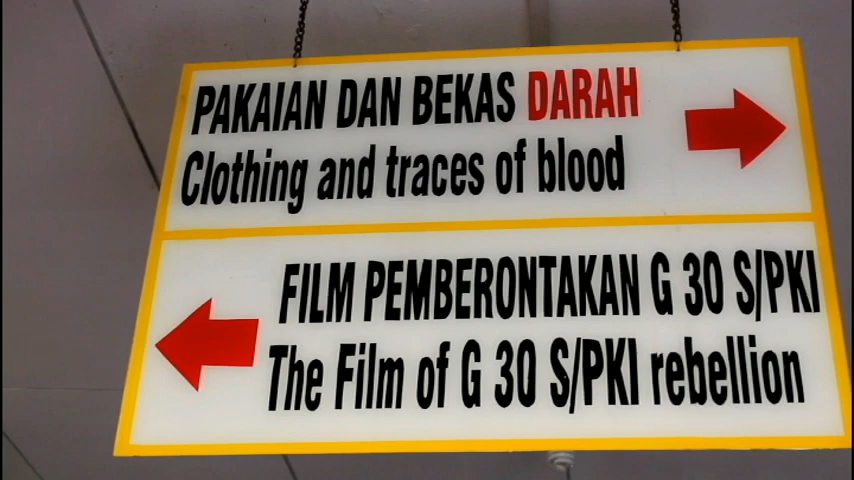 PAKAIAN DAN BEKAS DARAH
Clothing and traces of blood
FILM PEMBERONTAKAN G 30 S/PKI
The Film of G 30 S/PKI rebellion